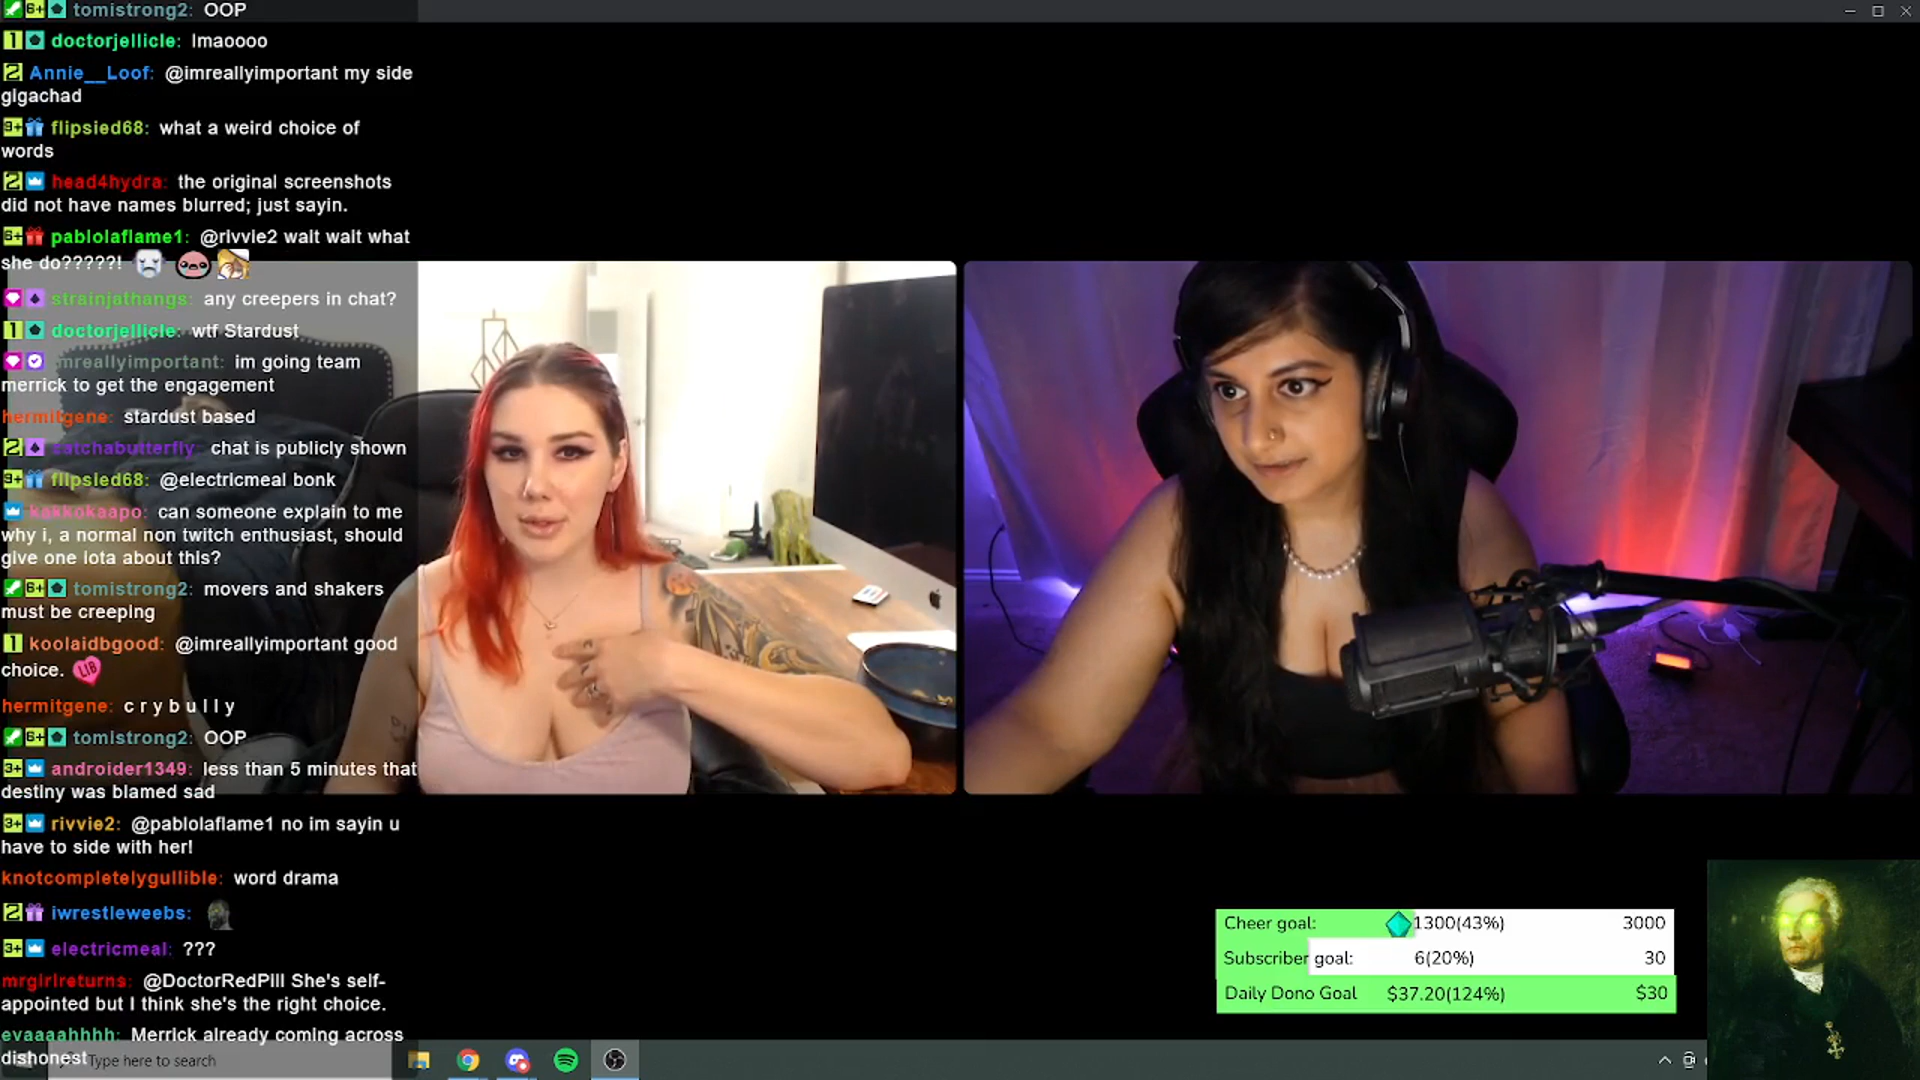 tomistrong2: OOP
doctorjellicle: lmaoooo
Annie__Loof: @imreallyimportant my side
gigachad
flipsied68: what a weird choice of
words
head4hydra: the original screenshots
did not have names blurred; just sayin.
pablolaflame1: @rivvie2 wait wait what
she do?????!
strainjathangs: any creepers in chat?
doctorjellicle: wtf Stardust
imreallyimportant: im going team
merrick to get the engagement
hermitgene: stardust based
catchabutterfly: chat is publicly shown
flipsied68: @electricmeal bonk
kakkokaapo: can someone explain to me
why i, a normal non twitch enthusiast, should
give one iota about this?
tomistrong2: movers and shakers
must be creeping
koolaidbgood: @imreallyimportant good
choice. LIB
hermitgene: c r y b u l l y
tomistrong2: OOP
androider1349: less than 5 minutes that
destiny was blamed sad
rivvie2: @pablolaflame1 no im sayin u
have to side with her!
knotcompletelygullible: word drama
iwrestleweebs:
electricmeal: ???
mrgirlreturns: @DoctorRedPill She's self-
appointed but I think she's the right choice.
evaaaahhhh: Merrick already coming across
dishonest
Type here to search
Cheer goal: 1300(43%) 3000
Subscriber goal: 6(20%) 30
Daily Dono Goal $37.20(124%) $30